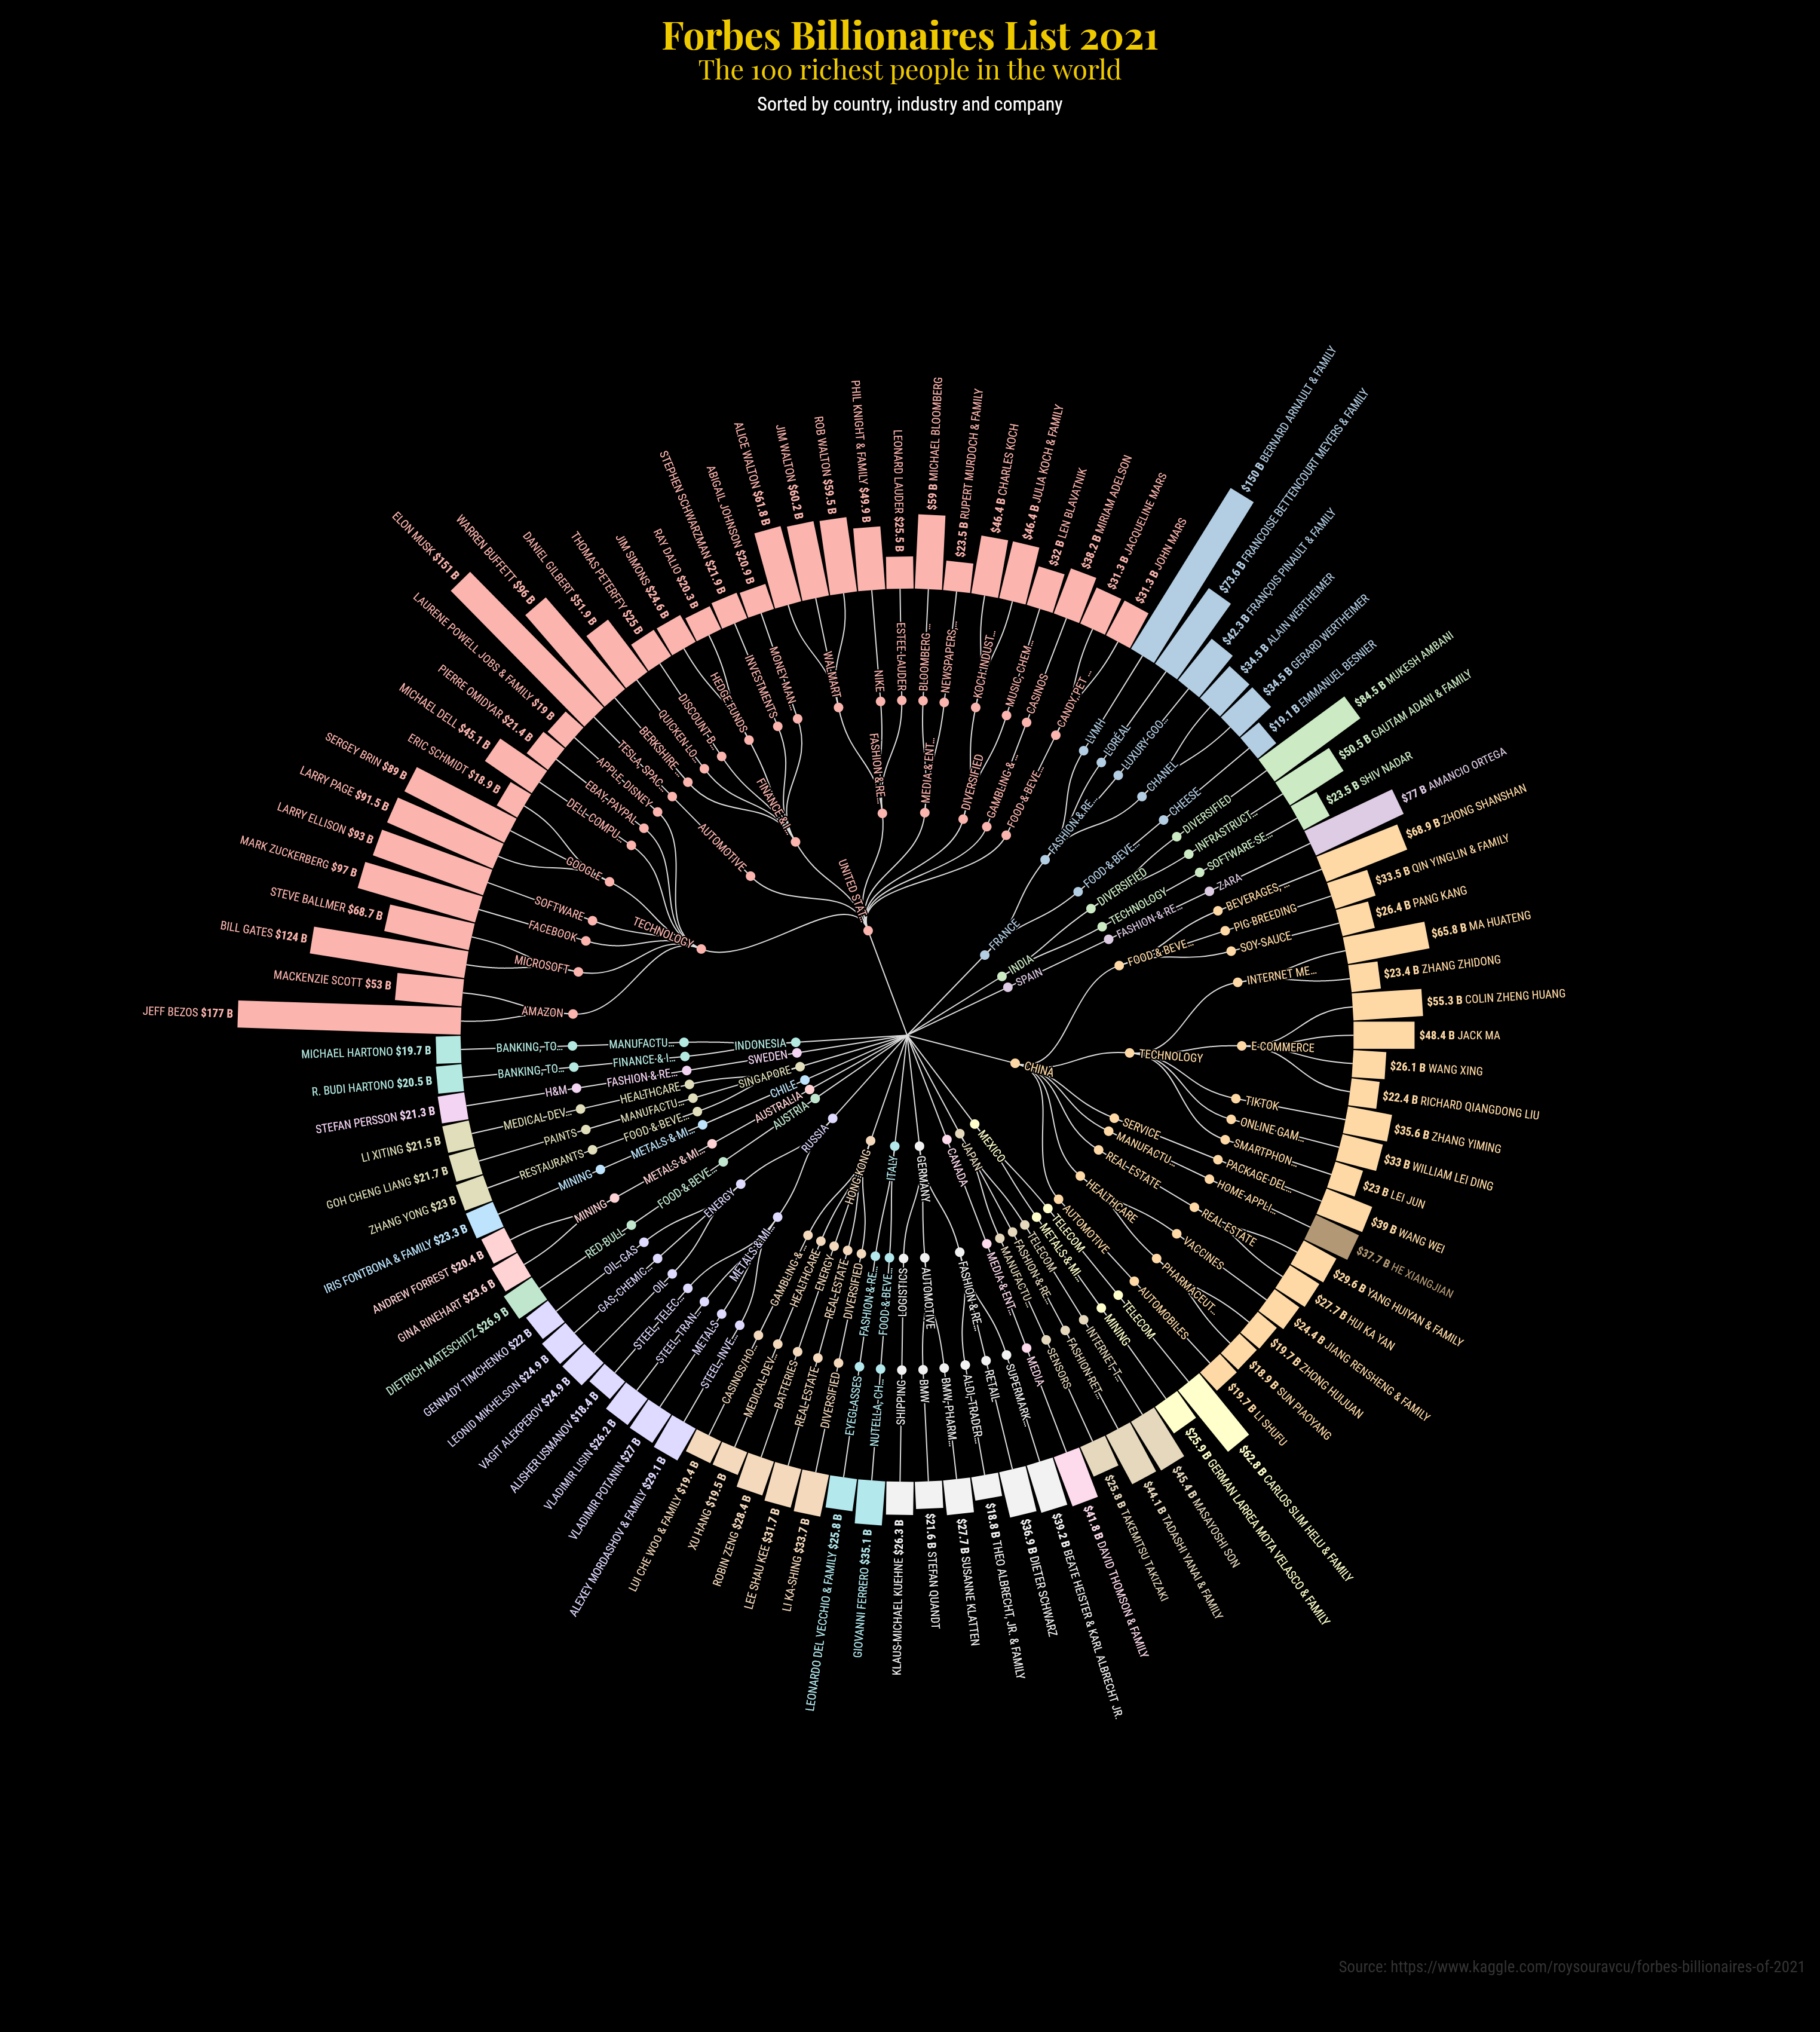 Forbes Billionaires List 2021
The 100 richest people in the world
Sorted by country, industry and company
JEFF BEZOS $177 B
MACKENZIE SCOTT $53 B
BILL GATES $124 B
STEVE BALLMER $68.7 B
MARK ZUCKERBERG $97 B
LARRY ELLISON $93 B
LARRY PAGE $91.5 B
SERGEY BRIN $89 B
ERIC SCHMIDT $18.9 B
MICHAEL DELL $45.1 B
PIERRE OMIDYAR $21.4 B
LAURENE POWELL JOBS & FAMILY $19 B
ELON MUSK $151 B
WARREN BUFFETT $96 B
DANIEL GILBERT $51.9 B
THOMAS PETERFFY $25 B
JIM SIMONS $24.6 B
RAY DALIO $20.3 B
STEPHEN SCHWARZMAN $21.9 B
ABIGAIL JOHNSON $20.9 B
ALICE WALTON $61.8 B
JIM WALTON $60.2 B
ROB WALTON $59.5 B
PHIL KNIGHT & FAMILY $49.9 B
LEONARD LAUDER $25.5 B
$59 B MICHAEL BLOOMBERG
$23.5 B RUPERT MURDOCH & FAMILY
$46.4 B CHARLES KOCH
$46.4 B JULIA KOCH & FAMILY
$32 B LEN BLAVATNIK
$38.2 B MIRIAM ADELSON
$31.3 B JACQUELINE MARS
$31.3 B JOHN MARS
$150 B BERNARD ARNAULT & FAMILY
$73.6 B FRANCOISE BETTENCOURT MEYERS & FAMILY
$42.3 B FRANÇOIS PINAULT & FAMILY
$34.5 B ALAIN WERTHEIMER
$34.5 B GERARD WERTHEIMER
$19.1 B EMMANUEL BESNIER
$84.5 B MUKESH AMBANI
$50.5 B GAUTAM ADANI & FAMILY
$23.5 B SHIV NADAR
$77 B AMANCIO ORTEGA
$68.9 B ZHONG SHANSHAN
$33.5 B QIN YINGLIN & FAMILY
$26.4 B PANG KANG
$65.8 B MA HUATENG
$23.4 B ZHANG ZHIDONG
$55.3 B COLIN ZHENG HUANG
$48.4 B JACK MA
$26.1 B WANG XING
$22.4 B RICHARD QIANGDONG LIU
$35.6 B ZHANG YIMING
$33 B WILLIAM LEI DING
$23 B LEI JUN
$39 B WANG WEI
$37.7 B HE XIANGJIAN
$29.6 B YANG HUIYAN & FAMILY
$27.7 B HUI KA YAN
$24.4 B JIANG RENSHENG & FAMILY
$19.7 B ZHONG HUIJUAN
$18.9 B SUN PIAOYANG
$19.7 B LI SHUFU
$62.8 B CARLOS SLIM HELU & FAMILY
$25.9 B GERMAN LARREA MOTA VELASCO & FAMILY
$45.4 B MASAYOSHI SON
$44.1 B TADASHI YANAI & FAMILY
$25.8 B TAKEMITSU TAKIZAKI
$41.8 B DAVID THOMSON & FAMILY
$39.2 B BEATE HEISTER & KARL ALBRECHT JR.
$36.9 B DIETER SCHWARZ
$18.8 B THEO ALBRECHT, JR. & FAMILY
$27.7 B SUSANNE KLATTEN
$21.6 B STEFAN QUANDT
KLAUS-MICHAEL KUEHNE $26.3 B
GIOVANNI FERRERO $35.1 B
LEONARDO DEL VECCHIO & FAMILY $25.8 B
LI KA-SHING $33.7 B
LEE SHAU KEE $31.7 B
ROBIN ZENG $28.4 B
XU HANG $19.5 B
LUI CHE WOO & FAMILY $19.4 B
ALEXEY MORDASHOV & FAMILY $29.1 B
VLADIMIR POTANIN $27 B
VLADIMIR LISIN $26.2 B
ALISHER USMANOV $18.4 B
VAGIT ALEKPEROV $24.9 B
LEONID MIKHELSON $24.9 B
GENNADY TIMCHENKO $22 B
DIETRICH MATESCHITZ $26.9 B
GINA RINEHART $23.6 B
ANDREW FORREST $20.4 B
IRIS FONTBONA & FAMILY $23.3 B
ZHANG YONG $23 B
GOH CHENG LIANG $21.7 B
LI XITING $21.5 B
STEFAN PERSSON $21.3 B
R. BUDI HARTONO $20.5 B
MICHAEL HARTONO $19.7 B
UNITED STAT...
TECHNOLOGY
AMAZON
MICROSOFT
FACEBOOK
SOFTWARE
GOOGLE
DELL COMPU...
EBAY, PAYPAL
APPLE, DISNEY
AUTOMOTIVE
TESLA, SPAC...
FINANCE & I...
BERKSHIRE...
QUICKEN LO...
DISCOUNT B...
HEDGE FUNDS
INVESTMENTS
MONEY MAN...
FASHION & RE...
WALMART
NIKE
ESTEE LAUDER
MEDIA & ENT...
BLOOMBERG ...
NEWSPAPERS,...
DIVERSIFIED
KOCH INDUST...
MUSIC, CHEM...
GAMBLING & ...
CASINOS
FOOD & BEVE...
CANDY, PET ...
FRANCE
FASHION & RE...
LVMH
L'ORÉAL
LUXURY GOO...
CHANEL
FOOD & BEVE...
CHEESE
INDIA
DIVERSIFIED
DIVERSIFIED
INFRASTRUCT...
TECHNOLOGY
SOFTWARE SE...
SPAIN
FASHION & RE...
ZARA
CHINA
FOOD & BEVE...
BEVERAGES, ...
PIG BREEDING
SOY SAUCE
TECHNOLOGY
INTERNET ME...
E-COMMERCE
TIKTOK
ONLINE GAM...
SMARTPHON...
SERVICE
PACKAGE DEL...
MANUFACTU...
HOME APPLI...
REAL ESTATE
REAL ESTATE
HEALTHCARE
VACCINES
PHARMACEUT...
AUTOMOTIVE
AUTOMOBILES
MEXICO
TELECOM
TELECOM
METALS & MI...
MINING
JAPAN
TELECOM
INTERNET, T...
FASHION & RE...
FASHION RET...
MANUFACTU...
SENSORS
CANADA
MEDIA & ENT...
MEDIA
GERMANY
FASHION & RE...
SUPERMARK...
RETAIL
ALDI, TRADER...
AUTOMOTIVE
BMW, PHARM...
BMW
LOGISTICS
SHIPPING
ITALY
FOOD & BEVE...
NUTELLA, CH...
FASHION & RE...
EYEGLASSES
HONG KONG
DIVERSIFIED
DIVERSIFIED
REAL ESTATE
REAL ESTATE
ENERGY
BATTERIES
HEALTHCARE
MEDICAL DEV...
GAMBLING & ...
CASINOS/HO...
RUSSIA
METALS & MI...
STEEL, INVE...
METALS
STEEL, TRAN...
STEEL, TELEC...
ENERGY
OIL
GAS, CHEMIC...
OIL, GAS
AUSTRIA
FOOD & BEVE...
RED BULL
AUSTRALIA
METALS & MI...
MINING
CHILE
METALS & MI...
MINING
SINGAPORE
FOOD & BEVE...
RESTAURANTS
MANUFACTU...
PAINTS
HEALTHCARE
MEDICAL DEV...
SWEDEN
FASHION & RE...
H&M
INDONESIA
FINANCE & I...
BANKING, TO...
MANUFACTU...
BANKING, TO...
Source: https://www.kaggle.com/roysouravcu/forbes-billionaires-of-2021